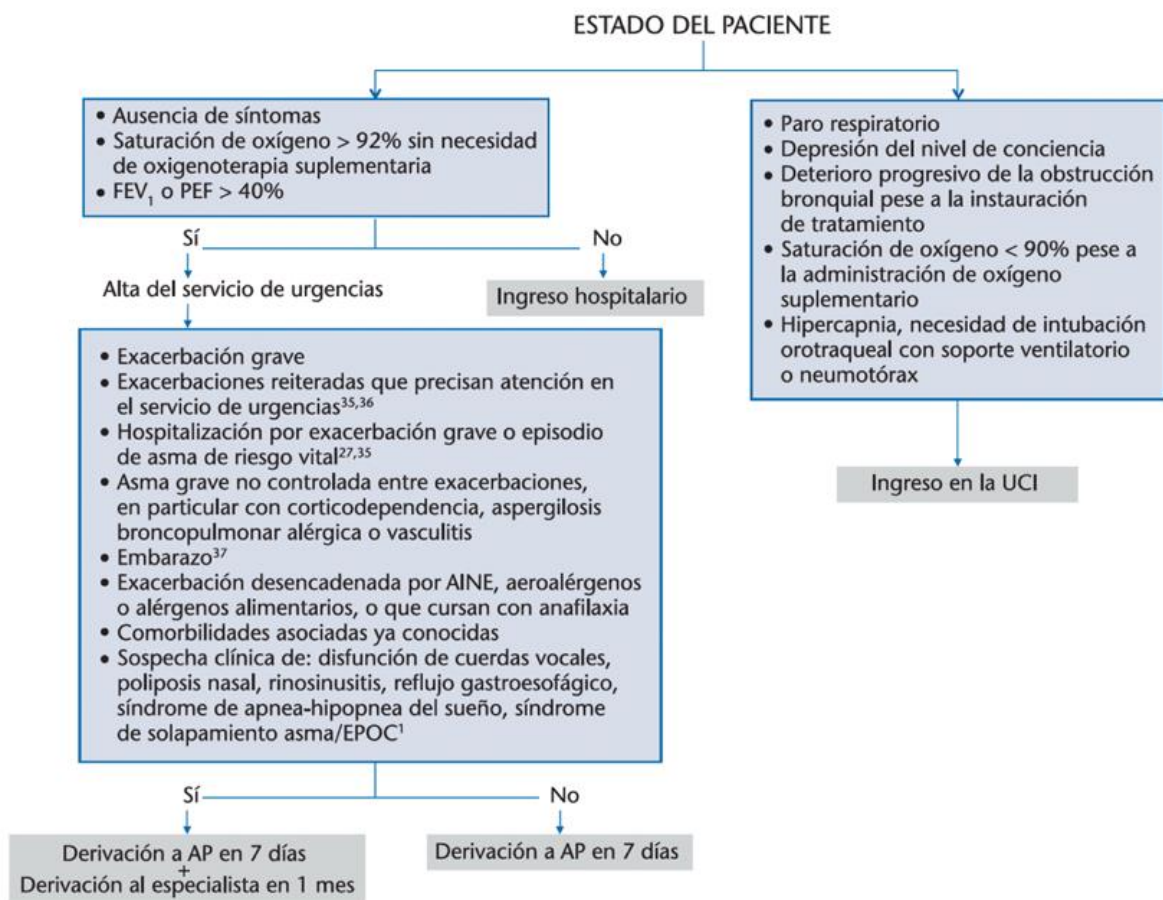 ESTADO DEL PACIENTE
• Ausencia de síntomas
• Saturación de oxígeno > 92% sin necesidad
de oxigenoterapia suplementaria
• FEV₁ o PEF > 40%
Sí
No
Alta del servicio de urgencias
Ingreso hospitalario
• Exacerbación grave
• Exacerbaciones reiteradas que precisan atención en
el servicio de urgencias³⁵,³⁶
• Hospitalización por exacerbación grave o episodio
de asma de riesgo vital²⁷,³⁵
• Asma grave no controlada entre exacerbaciones,
en particular con corticodependencia, aspergilosis
broncopulmonar alérgica o vasculitis
• Embarazo³⁷
• Exacerbación desencadenada por AINE, aeroalérgenos
o alérgenos alimentarios, o que cursan con anafilaxia
• Comorbilidades asociadas ya conocidas
• Sospecha clínica de: disfunción de cuerdas vocales,
poliposis nasal, rinosinusitis, reflujo gastroesofágico,
síndrome de apnea-hipopnea del sueño, síndrome
de solapamiento asma/EPOC¹
Sí
No
Derivación a AP en 7 días
+
Derivación al especialista en 1 mes
Derivación a AP en 7 días
• Paro respiratorio
• Depresión del nivel de conciencia
• Deterioro progresivo de la obstrucción
bronquial pese a la instauración
de tratamiento
• Saturación de oxígeno < 90% pese a
la administración de oxígeno
suplementario
• Hipercapnia, necesidad de intubación
orotraqueal con soporte ventilatorio
o neumotórax
Ingreso en la UCI